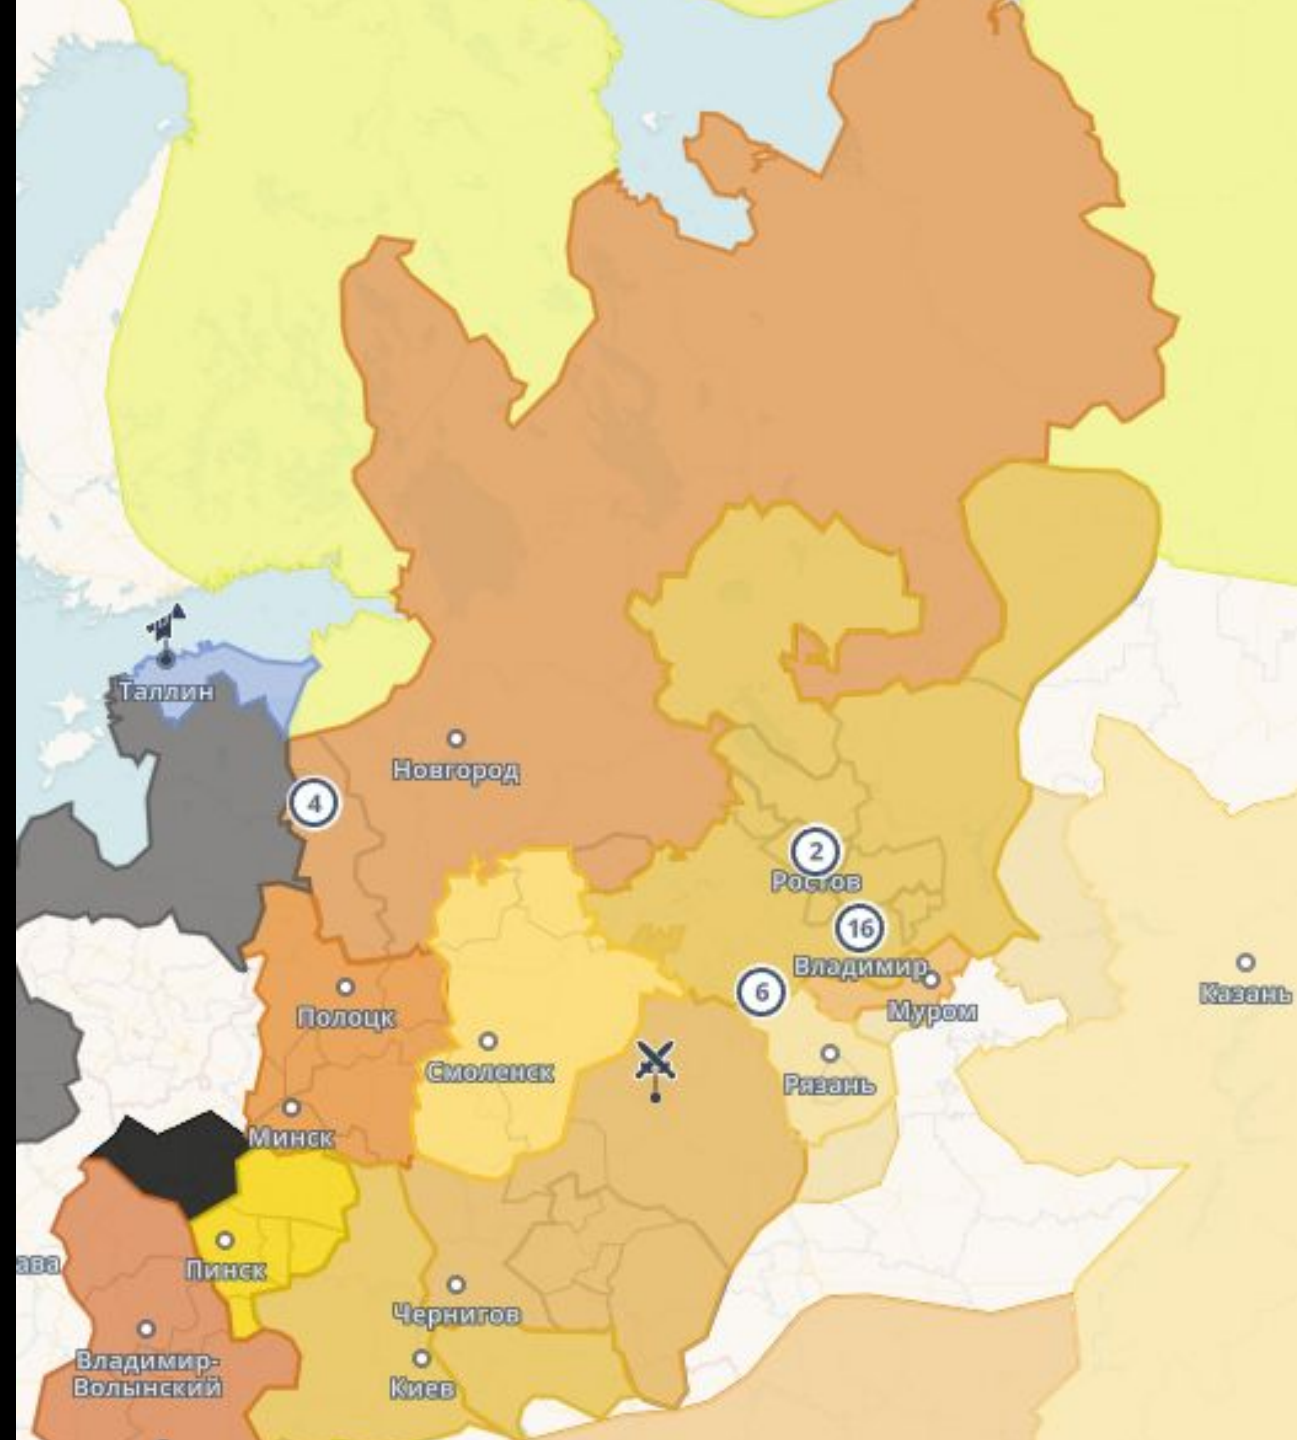 Таллин
Новгород
4
2
Ростов
16
Владимир
6
Муром
Казань
Полоцк
Смоленск
Рязань
Минск
Пинск
ава
Чернигов
Владимир-
Волынский
Киев